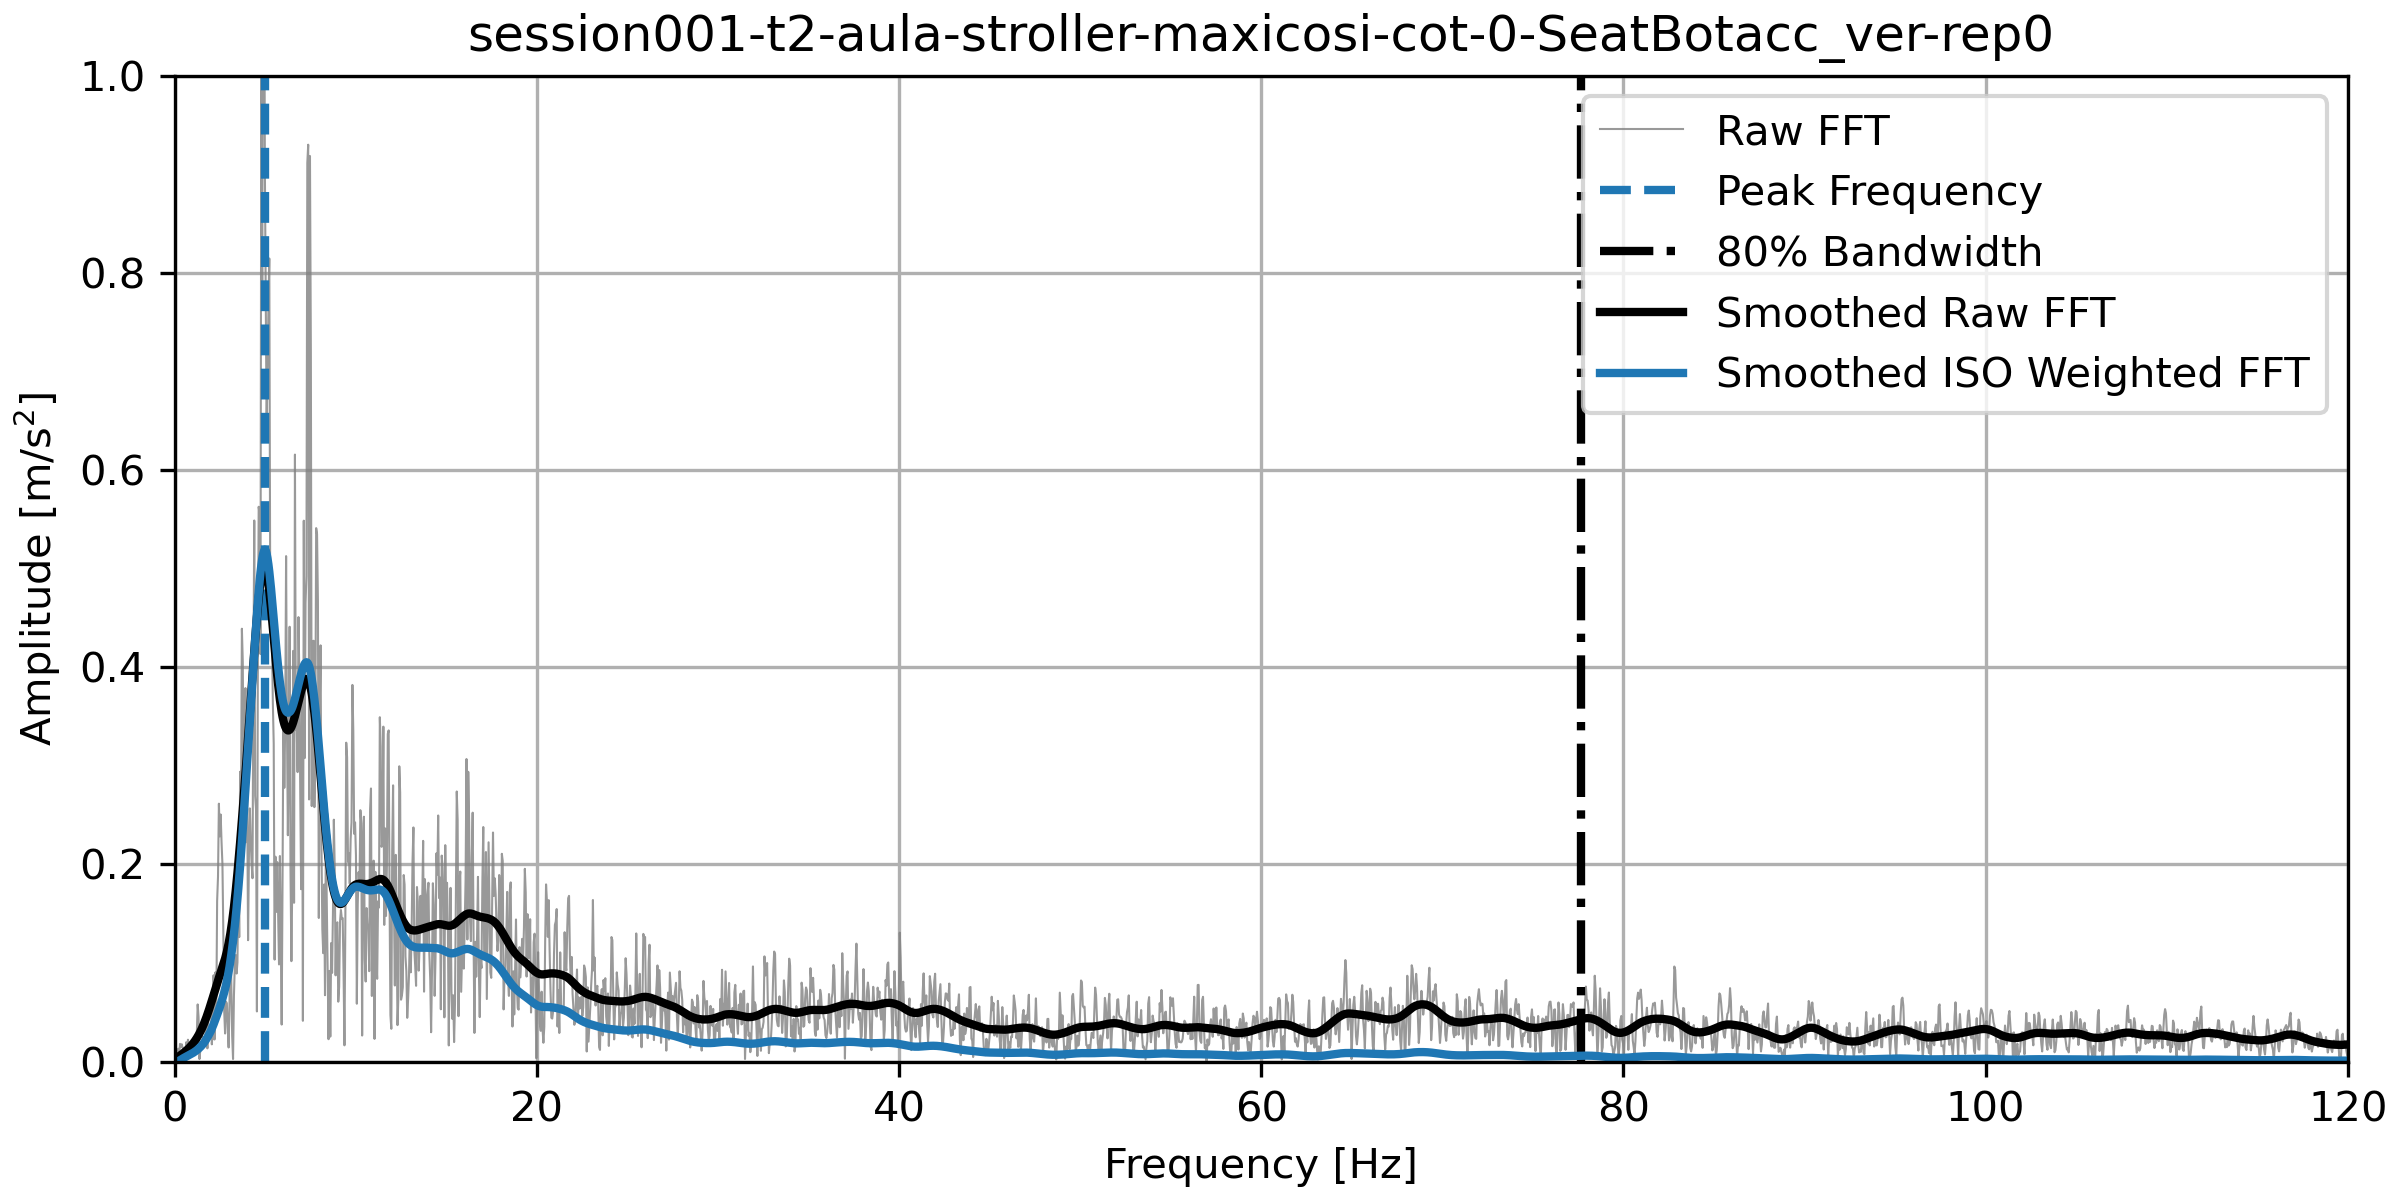 session001-t2-aula-stroller-maxicosi-cot-0-SeatBotacc_ver-rep0
1.0
0.8
0.6
0.4
0.2
0.0
Amplitude [m/s²]
Raw FFT
Peak Frequency
80% Bandwidth
Smoothed Raw FFT
Smoothed ISO Weighted FFT
0 20 40 60 80 100 120
Frequency [Hz]